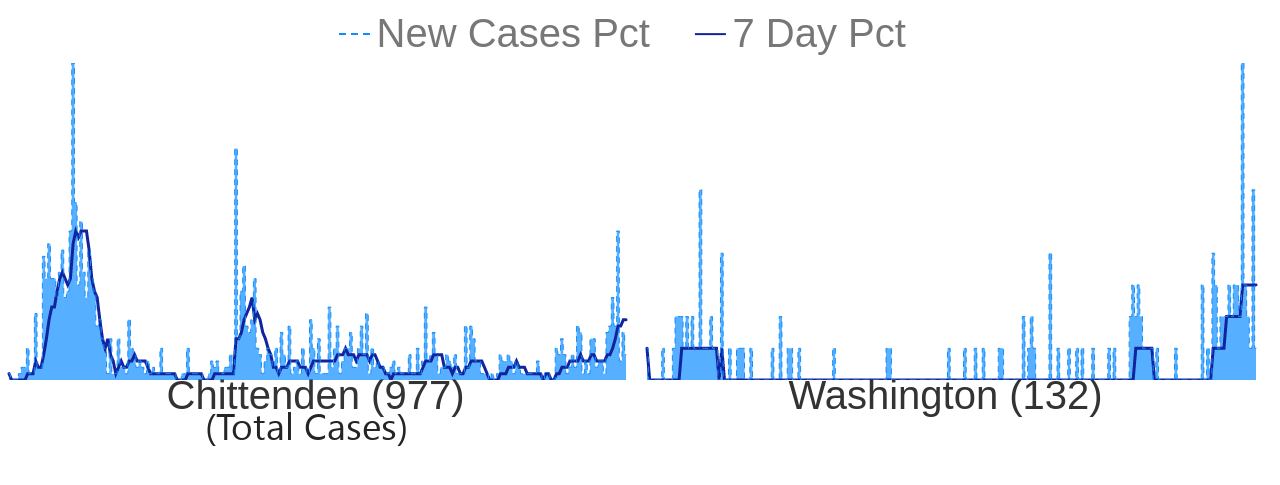 New Cases Pct 7 Day Pct
Chittenden (977) Washington (132)
(Total Cases)